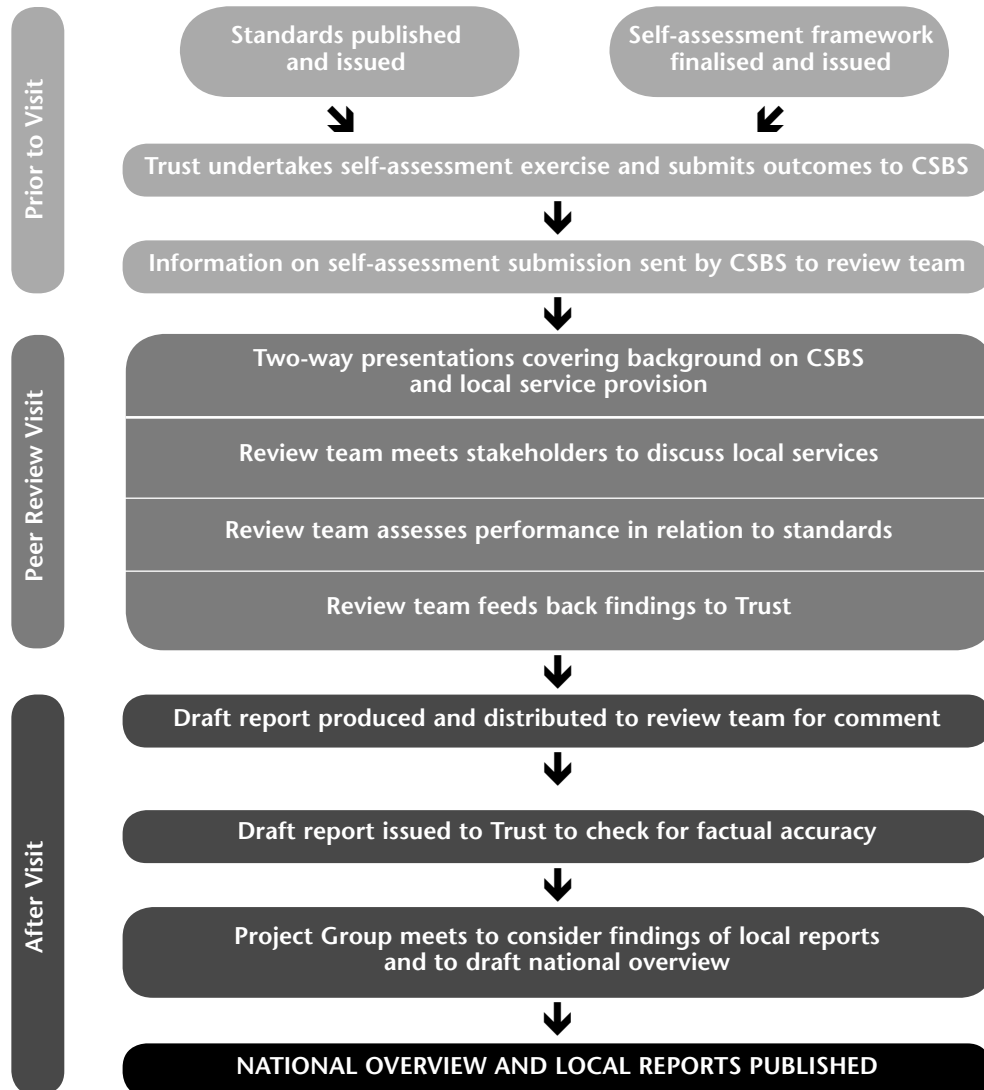 Prior to Visit
Standards published
and issued
Self-assessment framework
finalised and issued
Trust undertakes self-assessment exercise and submits outcomes to CSBS
Information on self-assessment submission sent by CSBS to review team
Peer Review Visit
Two-way presentations covering background on CSBS
and local service provision
Review team meets stakeholders to discuss local services
Review team assesses performance in relation to standards
Review team feeds back findings to Trust
After Visit
Draft report produced and distributed to review team for comment
Draft report issued to Trust to check for factual accuracy
Project Group meets to consider findings of local reports
and to draft national overview
NATIONAL OVERVIEW AND LOCAL REPORTS PUBLISHED